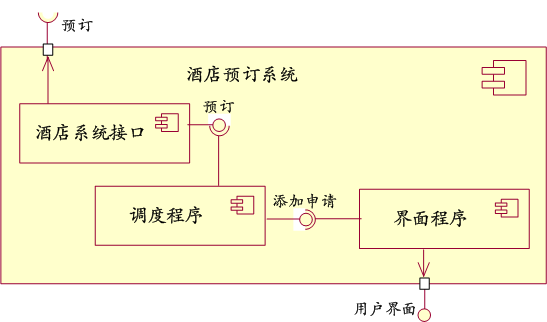 预订
酒店预订系统
预订
酒店系统接口
添加申请
调度程序
界面程序
用户界面